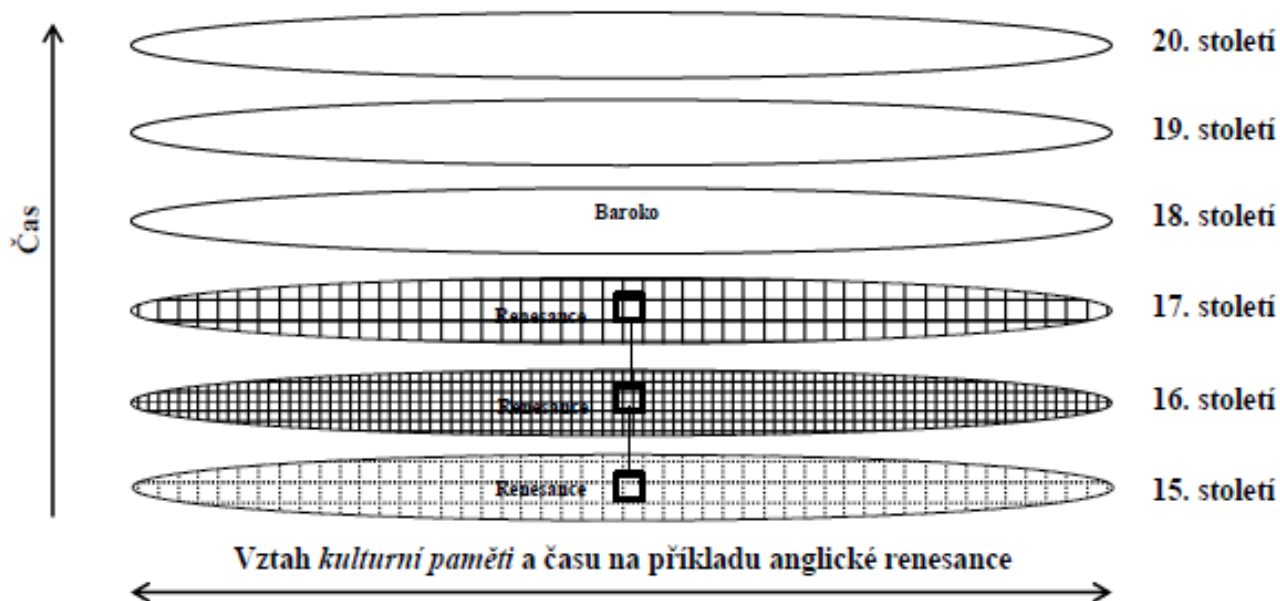 20. století
19. století
Baroko
18. století
Čas
Renesance
17. století
Renesance
16. století
Renesance
15. století
Vztah kulturní paměti a času na příkladu anglické renesance